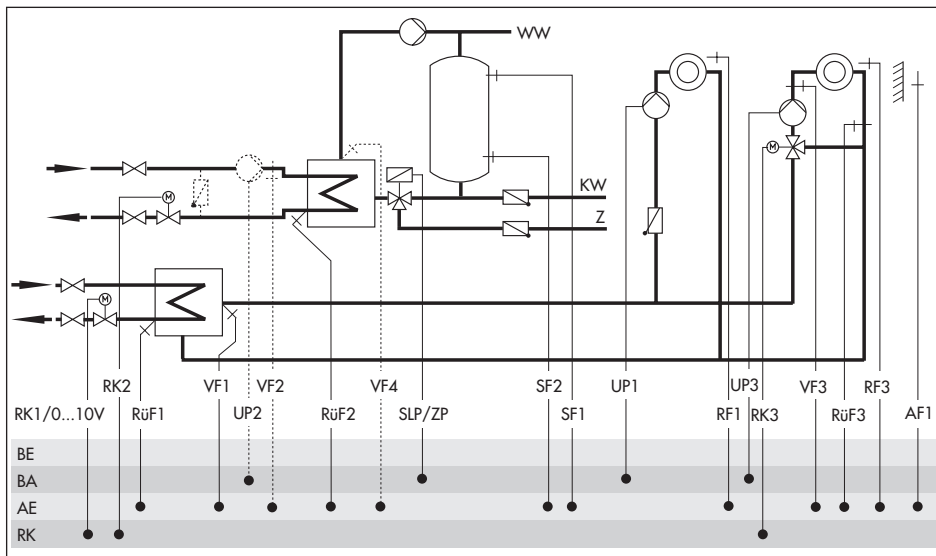 WW
KW
Z
M
M
M
RK2 VF1 VF2 VF4 SF2 UP1 UP3 VF3 RF3
RK1/0...10V RüF1 UP2 RüF2 SLP/ZP SF1 RF1 RK3 RüF3 AF1
BE
BA
AE
RK